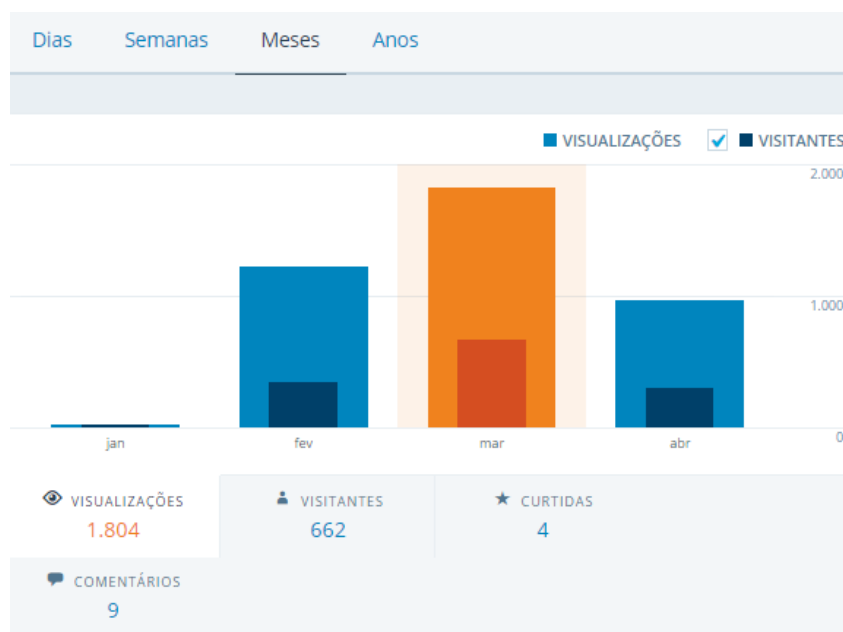 Dias Semanas Meses Anos
VISUALIZAÇÕES VISITANTES
2.000
1.000
0
jan fev mar abr
VISUALIZAÇÕES VISITANTES CURTIDAS
1.804 662 4
COMENTÁRIOS
9